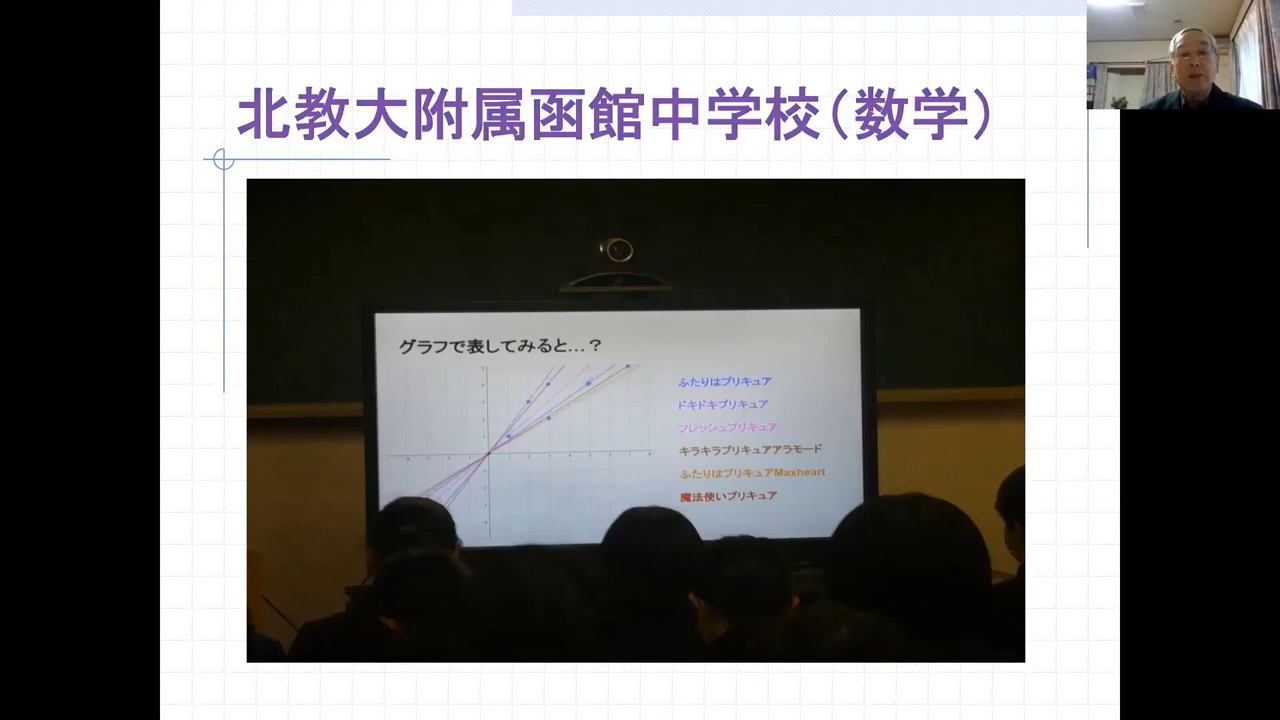 北教大附属函館中学校（数学）
グラフで表してみると…？
ふたりはプリキュア
ドキドキプリキュア
フレッシュプリキュア
キラキラプリキュアアラモード
ふたりはプリキュアMaxheart
魔法使いプリキュア